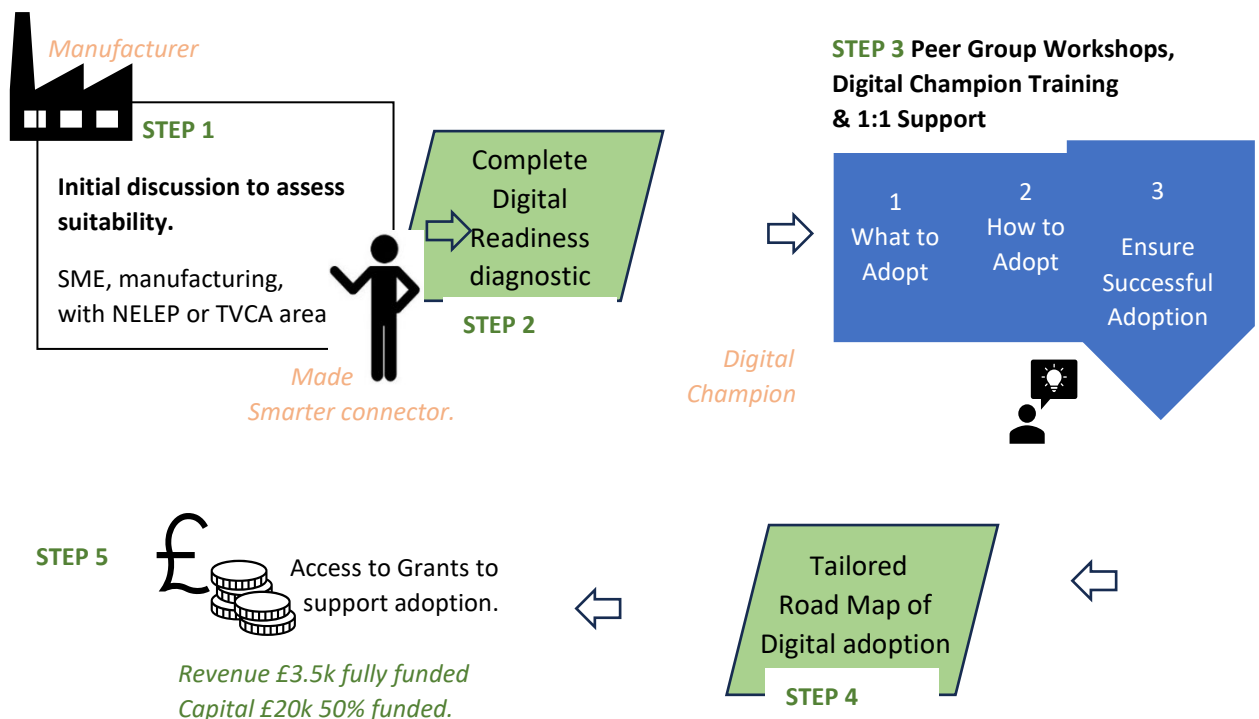 Manufacturer
STEP 1
Initial discussion to assess
suitability.
SME, manufacturing,
with NELEP or TVCA area
Made
Smarter connector.
Complete
Digital
Readiness
diagnostic
STEP 2
STEP 3 Peer Group Workshops,
Digital Champion Training
& 1:1 Support
1
What to
Adopt
2
How to
Adopt
3
Ensure
Successful
Adoption
Digital
Champion
Tailored
Road Map of
Digital adoption
STEP 4
STEP 5
£
Access to Grants to
support adoption.
Revenue £3.5k fully funded
Capital £20k 50% funded.